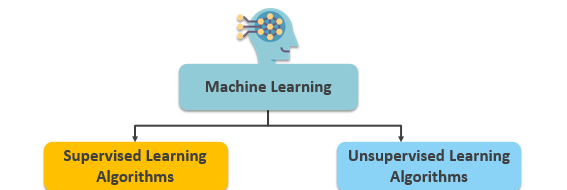 Machine Learning
Supervised Learning
Algorithms
Unsupervised Learning
Algorithms